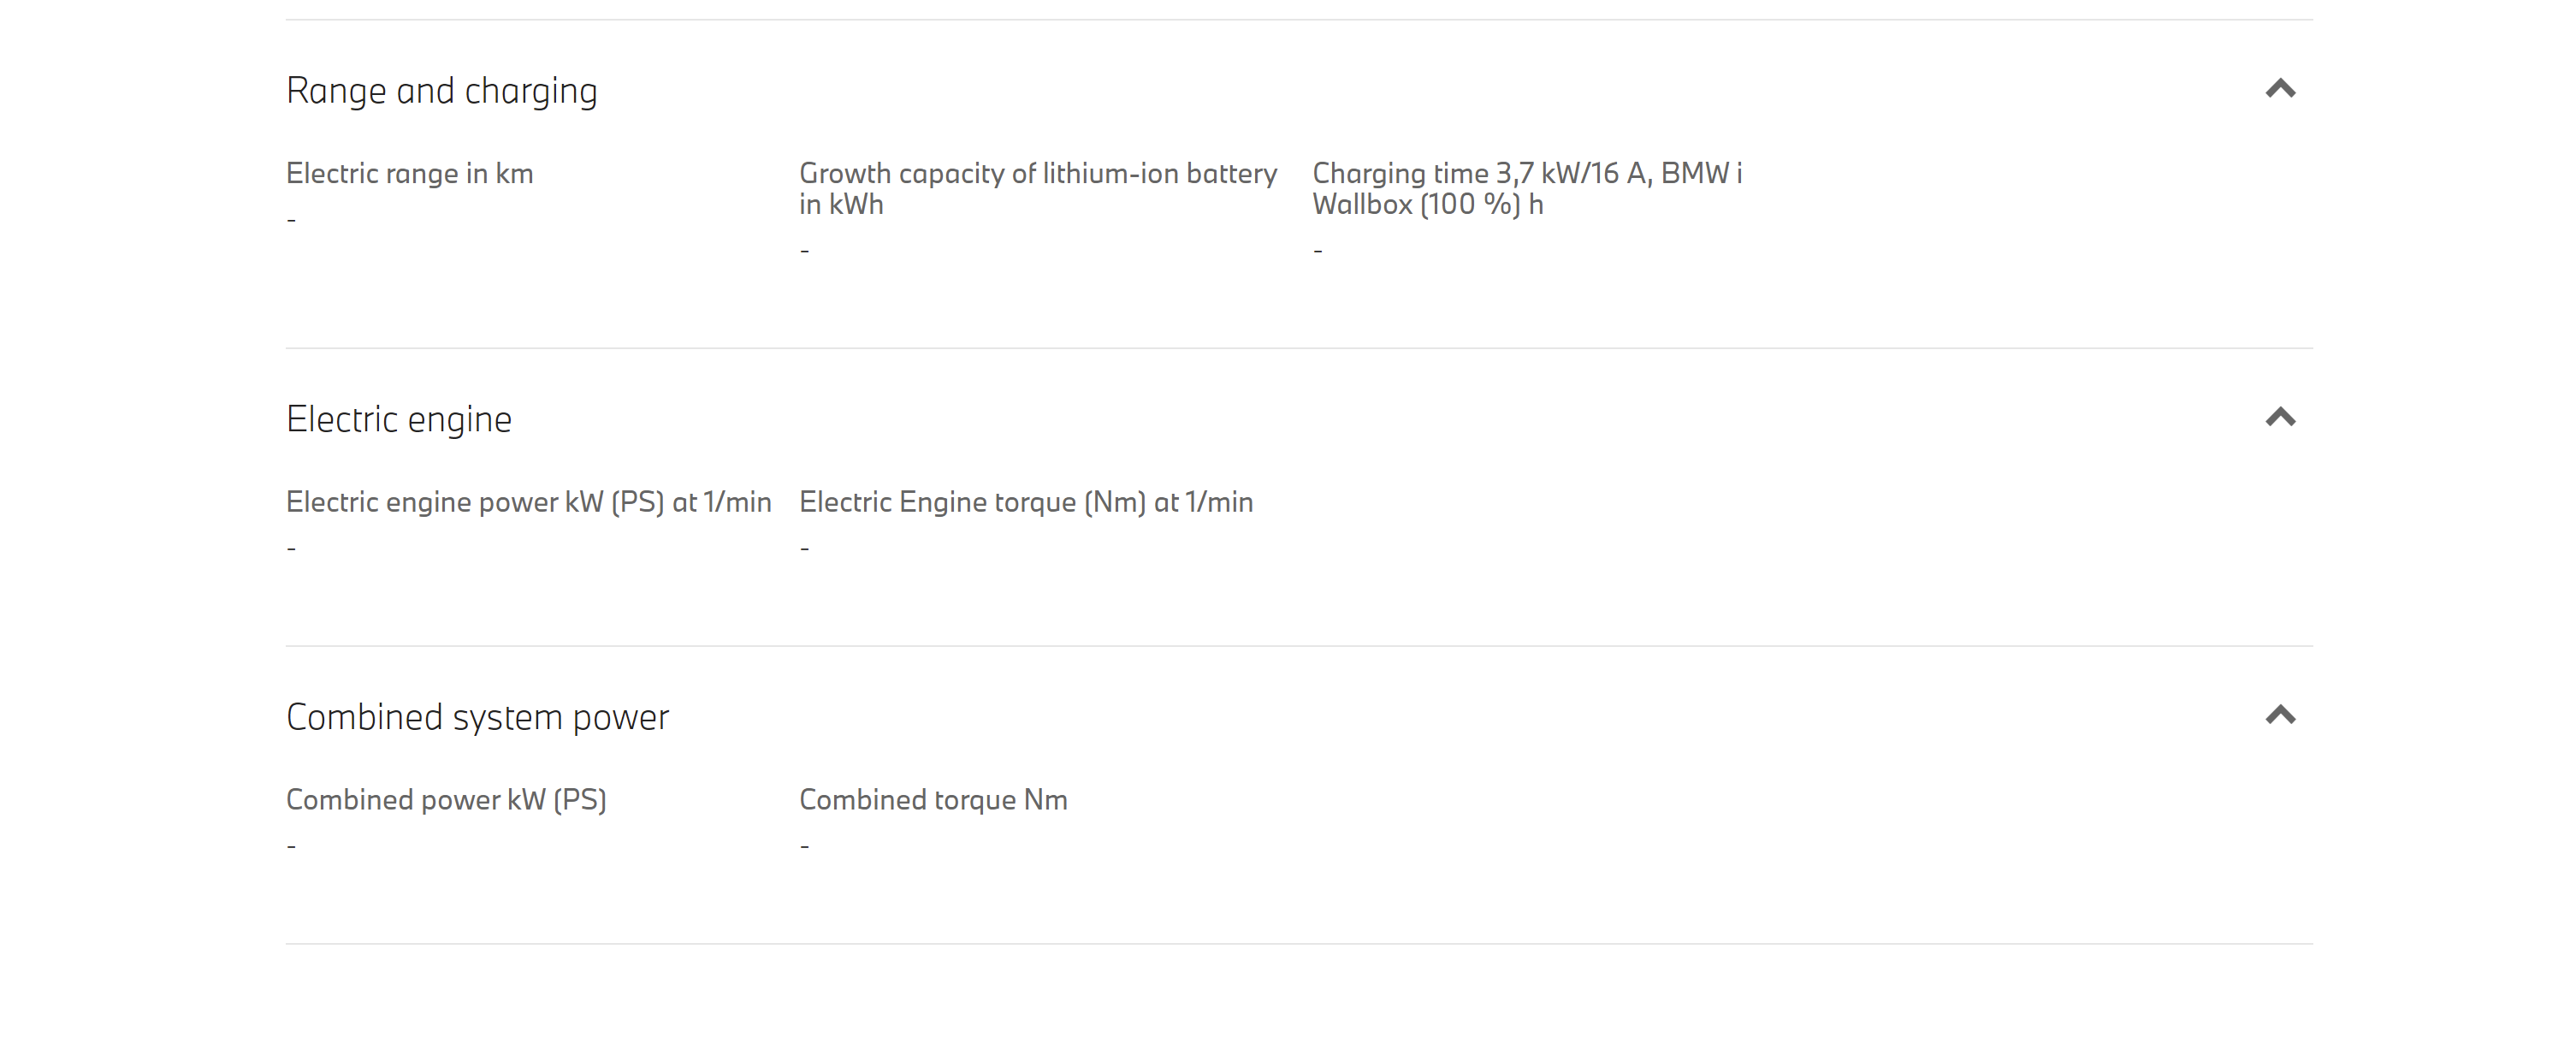 Range and charging
Electric range in km
-
Growth capacity of lithium-ion battery
in kWh
-
Charging time 3,7 kW/16 A, BMW i
Wallbox (100 %) h
-
Electric engine
Electric engine power kW (PS) at 1/min
-
Electric Engine torque (Nm) at 1/min
-
Combined system power
Combined power kW (PS)
-
Combined torque Nm
-